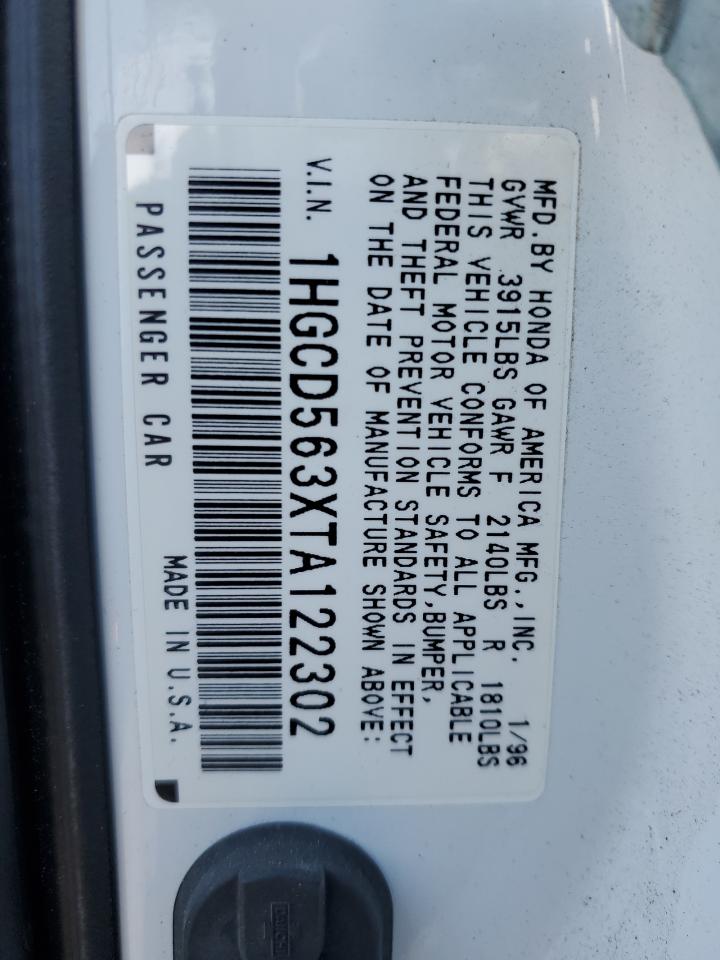 MFD.BY HONDA OF AMERICA MFG.,INC. 1/96
GVWR 3915LBS GAWR F 2140LBS R 1810LBS
THIS VEHICLE CONFORMS TO ALL APPLICABLE
FEDERAL MOTOR VEHICLE SAFETY,BUMPER,
AND THEFT PREVENTION STANDARDS IN EFFECT
ON THE DATE OF MANUFACTURE SHOWN ABOVE:
V.I.N. 1HGCD563XTA122302
PASSENGER CAR MADE IN U.S.A.